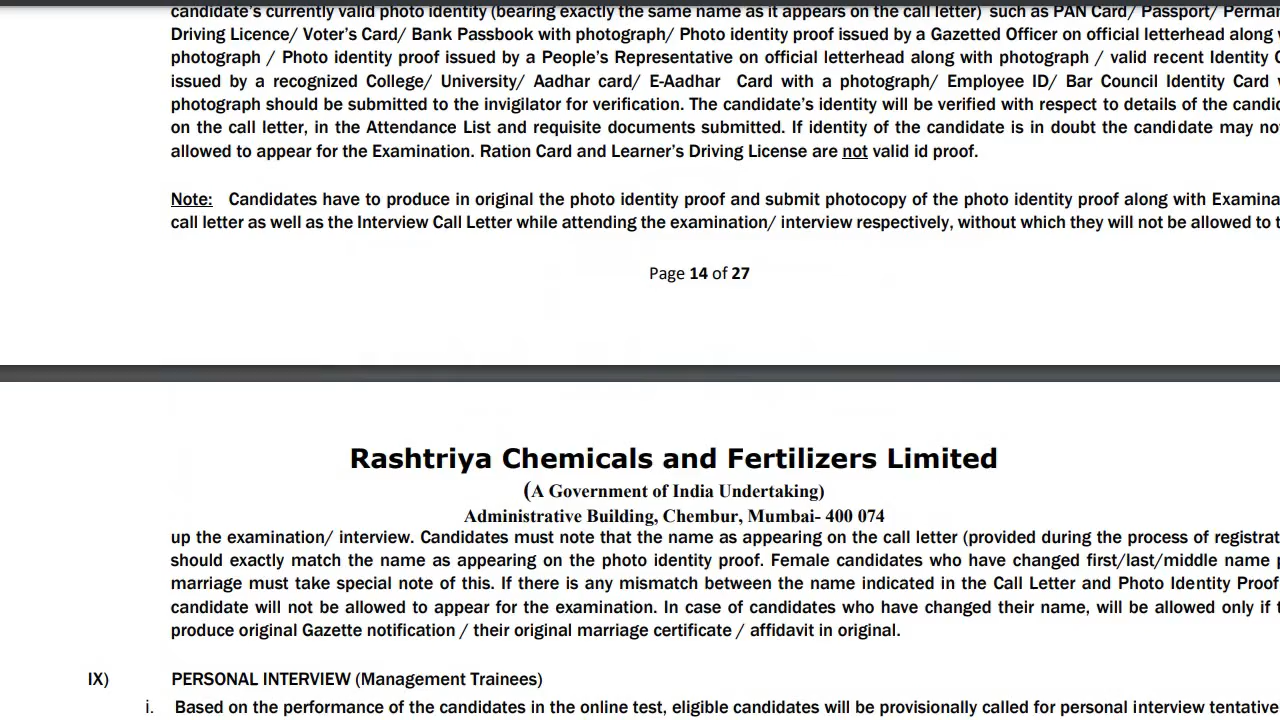 candidate's currently valid photo identity (bearing exactly the same name as it appears on the call letter) such as PAN Card/ Passport/
Driving Licence/ Voter's Card/ Bank Passbook with photograph/ Photo identity proof issued by a Gazetted Officer on official letterhead along
photograph / Photo identity proof issued by a People's Representative on official letterhead along with photograph / valid recent Identity
issued by a recognized College/ University/ Aadhar card/ E-Aadhar Card with a photograph/ Employee ID/ Bar Council Identity Card
photograph should be submitted to the invigilator for verification. The candidate's identity will be verified with respect to details of the
on the call letter, in the Attendance List and requisite documents submitted. If identity of the candidate is in doubt the candidate may
allowed to appear for the Examination. Ration Card and Learner's Driving License are not valid id proof.
Note: Candidates have to produce in original the photo identity proof and submit photocopy of the photo identity proof along with
call letter as well as the Interview Call Letter while attending the examination/ interview respectively, without which they will not be allowed to
Page 14 of 27
Rashtriya Chemicals and Fertilizers Limited
(A Government of India Undertaking)
Administrative Building, Chembur, Mumbai- 400 074
up the examination/ interview. Candidates must note that the name as appearing on the call letter (provided during the process of
should exactly match the name as appearing on the photo identity proof. Female candidates who have changed first/last/middle name
marriage must take special note of this. If there is any mismatch between the name indicated in the Call Letter and Photo Identity Proof
candidate will not be allowed to appear for the examination. In case of candidates who have changed their name, will be allowed only if
produce original Gazette notification / their original marriage certificate / affidavit in original.
IX) PERSONAL INTERVIEW (Management Trainees)
i. Based on the performance of the candidates in the online test, eligible candidates will be provisionally called for personal interview